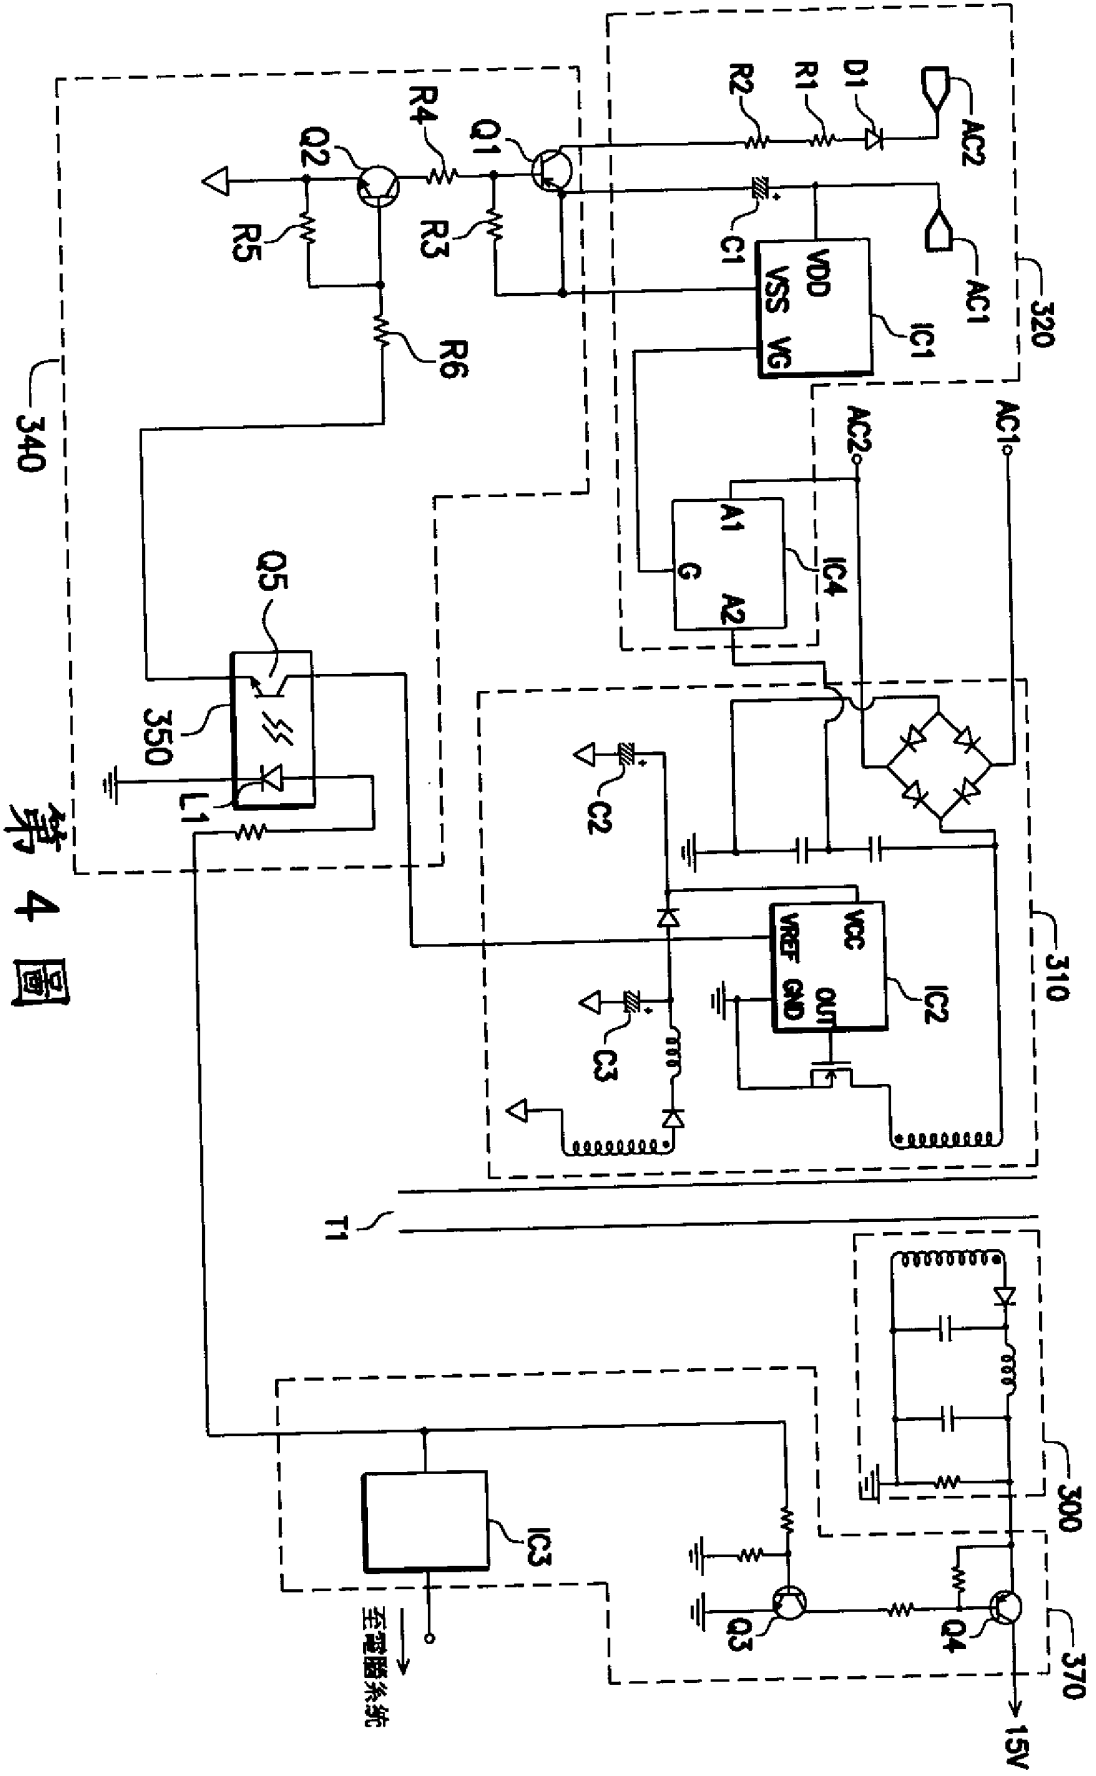 AC2
AC1
D1
R1
R2
C1
VDD
VSS
VG
IC1
320
Q1
R3
R4
Q2
R5
R6
340
AC1
AC2
A1
G
A2
IC4
Q5
350
L1
C2
C3
VCC
VREF
GND
OUT
IC2
310
T1
300
IC3
至電腦系統
Q3
Q4
370
15V
第 4 圖